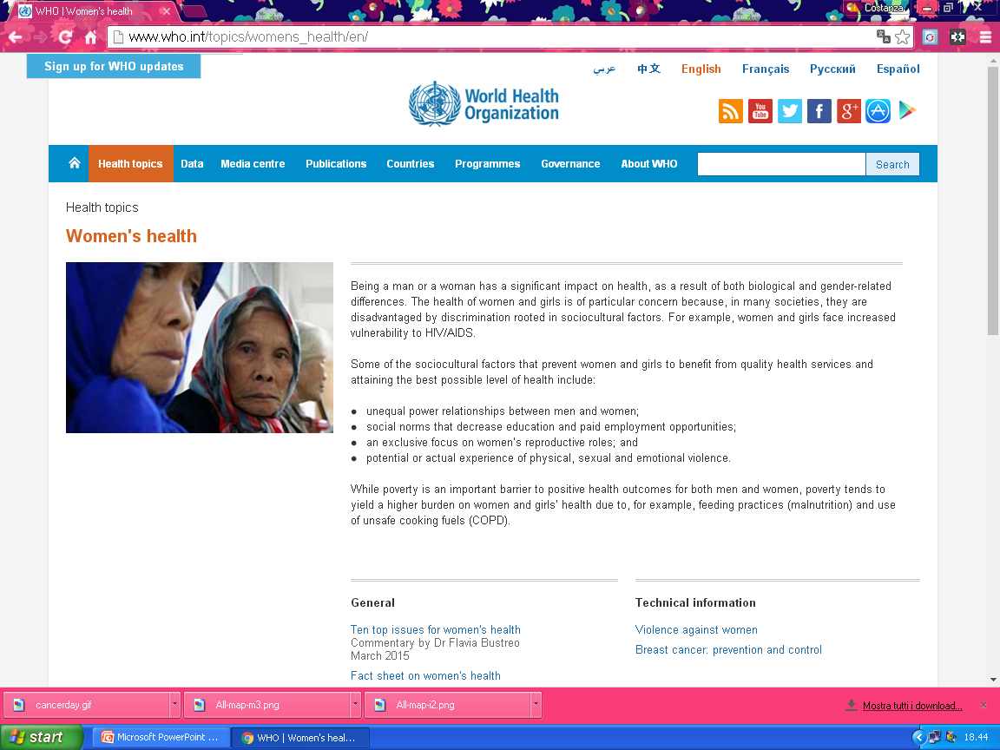 WHO | Women's health
Costanza
www.who.int/topics/womens_health/en/
Sign up for WHO updates
عربي 中文 English Français Русский Español
World Health
Organization
You
Tube
Health topics Data Media centre Publications Countries Programmes Governance About WHO Search
Health topics
Women's health
Being a man or a woman has a significant impact on health, as a result of both biological and gender-related
differences. The health of women and girls is of particular concern because, in many societies, they are
disadvantaged by discrimination rooted in sociocultural factors. For example, women and girls face increased
vulnerability to HIV/AIDS.
Some of the sociocultural factors that prevent women and girls to benefit from quality health services and
attaining the best possible level of health include:
● unequal power relationships between men and women;
● social norms that decrease education and paid employment opportunities;
● an exclusive focus on women's reproductive roles; and
● potential or actual experience of physical, sexual and emotional violence.
While poverty is an important barrier to positive health outcomes for both men and women, poverty tends to
yield a higher burden on women and girls' health due to, for example, feeding practices (malnutrition) and use
of unsafe cooking fuels (COPD).
General
Ten top issues for women's health
Commentary by Dr Flavia Bustreo
March 2015
Fact sheet on women's health
Technical information
Violence against women
Breast cancer: prevention and control
cancerday.gif All-map-m3.png All-map-i2.png Mostra tutti i download...
start Microsoft PowerPoint ... WHO | Women's heal... 18.44